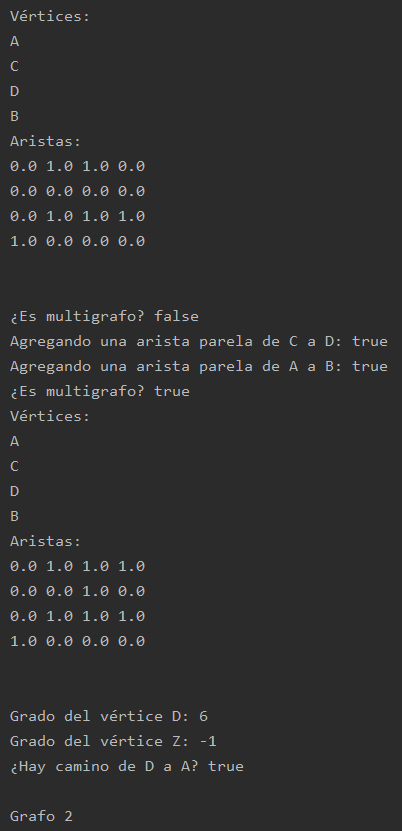 Vértices:
A
C
D
B
Aristas:
0.0 1.0 1.0 0.0
0.0 0.0 0.0 0.0
0.0 1.0 1.0 1.0
1.0 0.0 0.0 0.0
¿Es multigrafo? false
Agregando una arista parela de C a D: true
Agregando una arista parela de A a B: true
¿Es multigrafo? true
Vértices:
A
C
D
B
Aristas:
0.0 1.0 1.0 1.0
0.0 0.0 1.0 0.0
0.0 1.0 1.0 1.0
1.0 0.0 0.0 0.0
Grado del vértice D: 6
Grado del vértice Z: -1
¿Hay camino de D a A? true
Grafo 2